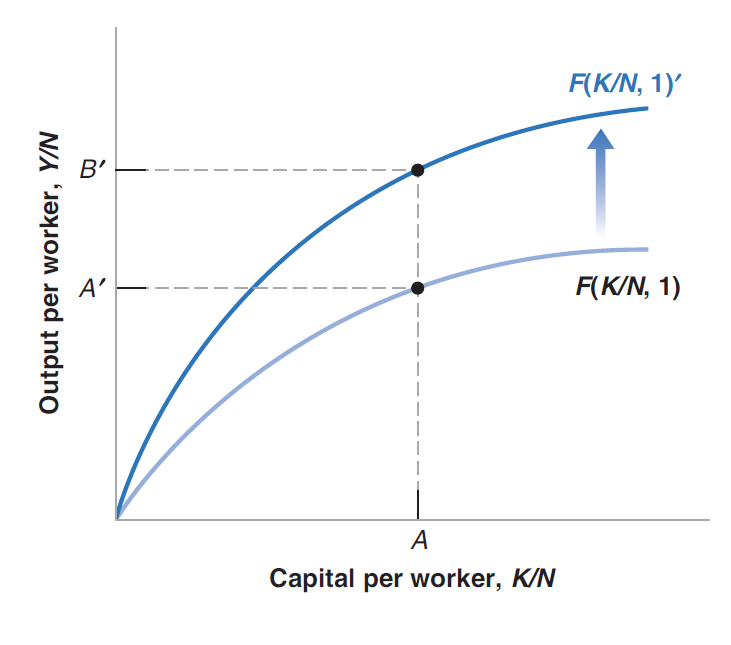 F(K/N, 1)′
Output per worker, Y/N
B′
A′
F(K/N, 1)
A
Capital per worker, K/N